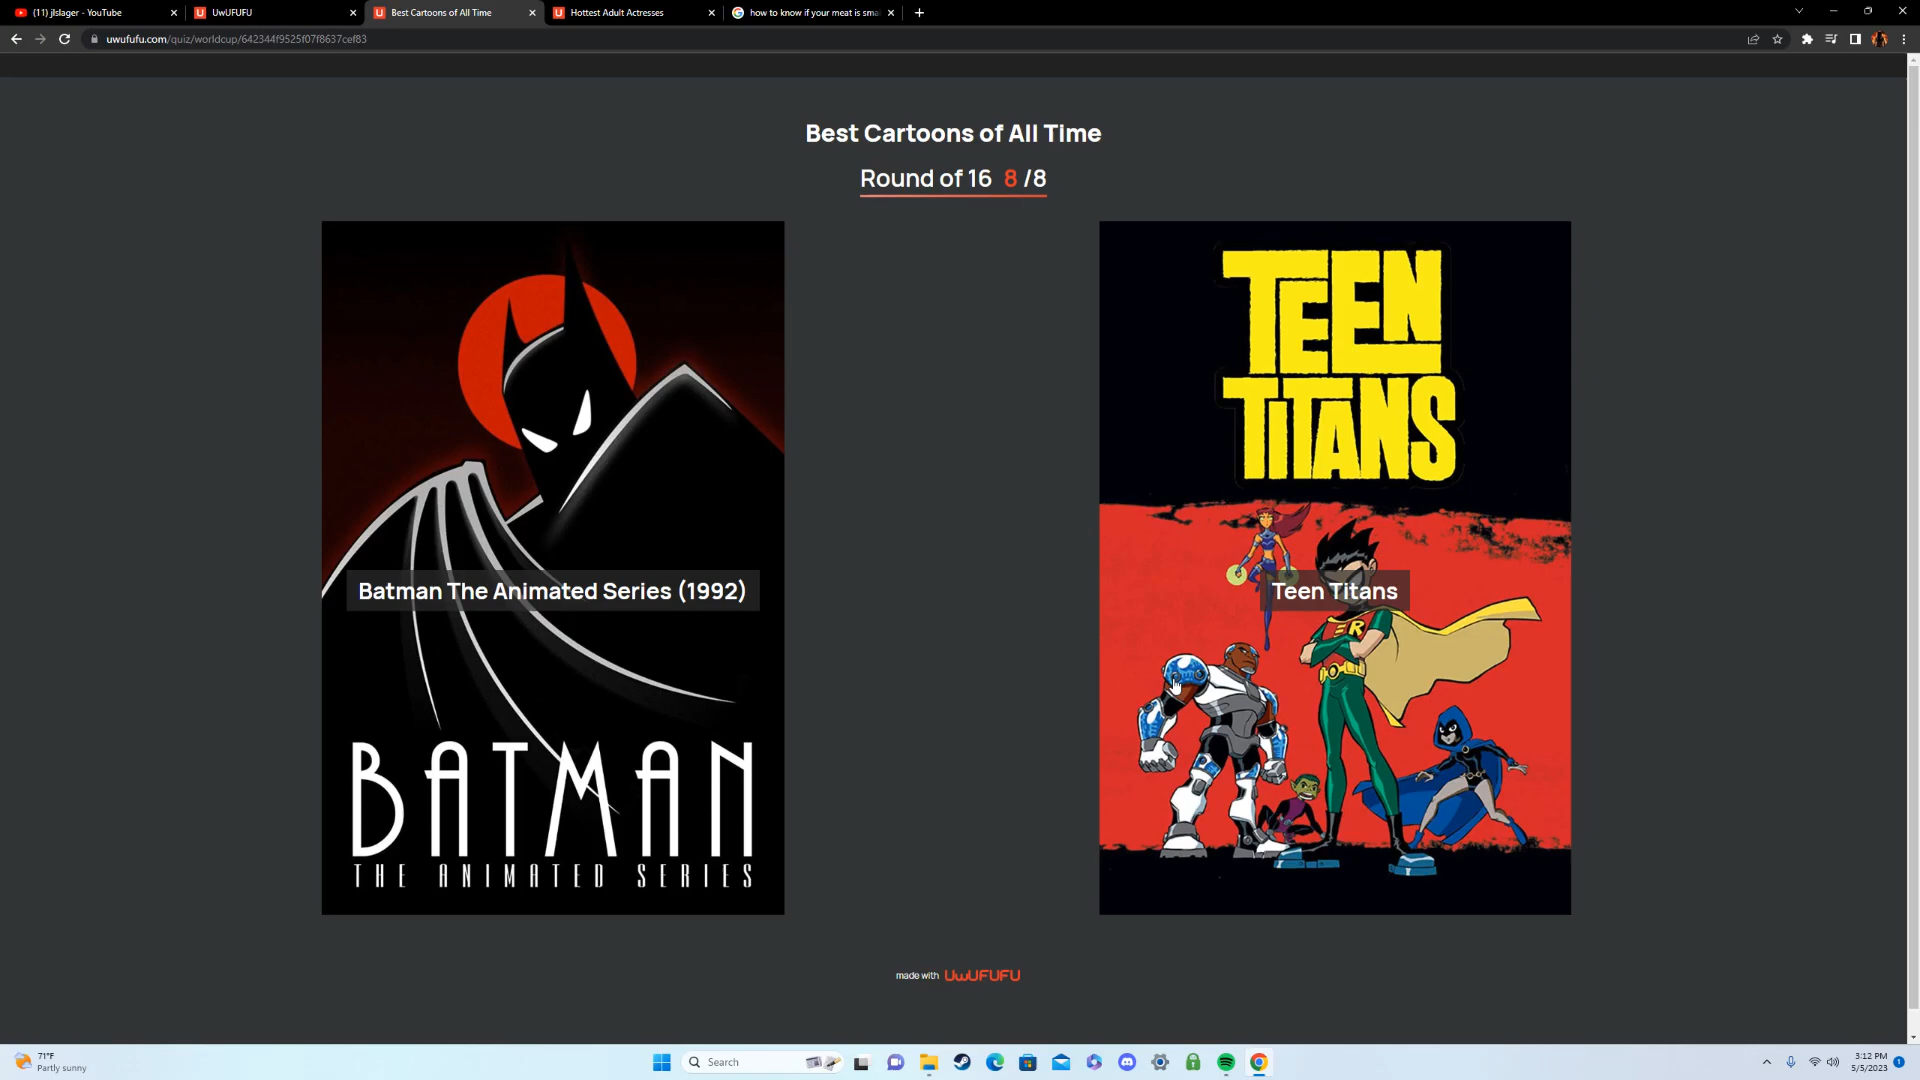 (11) jlslager - YouTube
UwUFUFU
Best Cartoons of All Time
Hottest Adult Actresses
how to know if your meat is smal
uwufufu.com/quiz/worldcup/642344f9525f07f8637cef83
Best Cartoons of All Time
Round of 16 8 /8
Batman The Animated Series (1992)
BATMAN
THE ANIMATED SERIES
TEEN
TITANS
Teen Titans
R
made with UwUFUFU
71°F
Partly sunny
Search
3:12 PM
5/5/2023
1